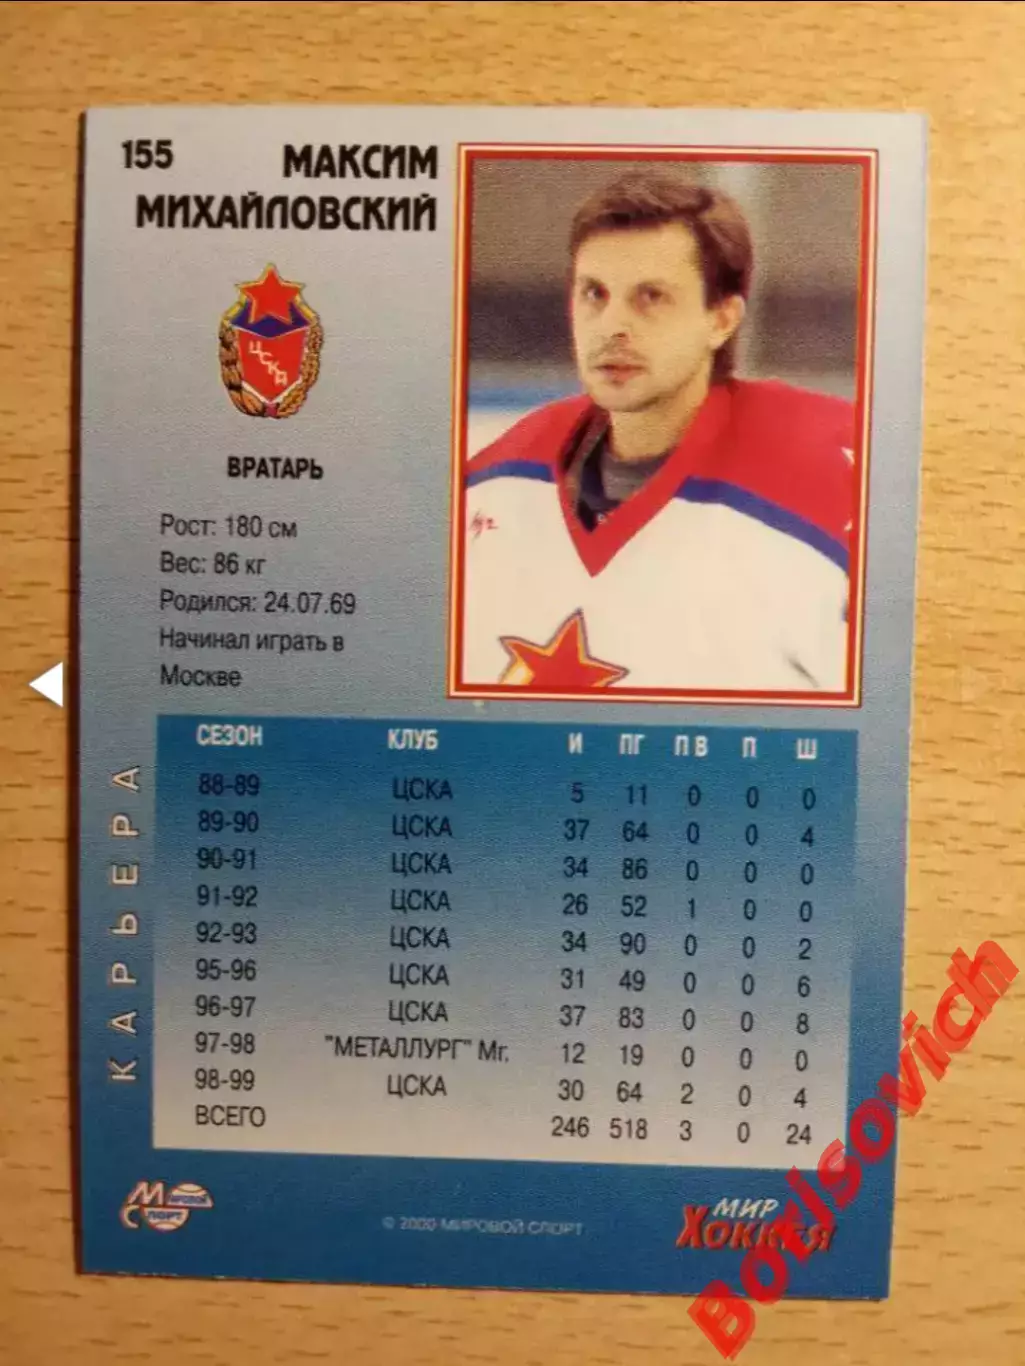 155
МАКСИМ
МИХАЙЛОВСКИЙ
ЦСКА
ВРАТАРЬ
Рост: 180 см
Вес: 86 кг
Родился: 24.07.69
Начинал играть в
Москве
КАРЬЕРА
СЕЗОН КЛУБ И ПГ ПВ П Ш
88-89 ЦСКА 5 11 0 0 0
89-90 ЦСКА 37 64 0 0 4
90-91 ЦСКА 34 86 0 0 0
91-92 ЦСКА 26 52 1 0 0
92-93 ЦСКА 34 90 0 0 2
95-96 ЦСКА 31 49 0 0 6
96-97 ЦСКА 37 83 0 0 8
97-98 "МЕТАЛЛУРГ" Мг. 12 19 0 0 0
98-99 ЦСКА 30 64 2 0 4
ВСЕГО 246 518 3 0 24
МИРОВОЙ
СПОРТ
© 2000 МИРОВОЙ СПОРТ
МИР
ХОККЕЯ
Borisovich